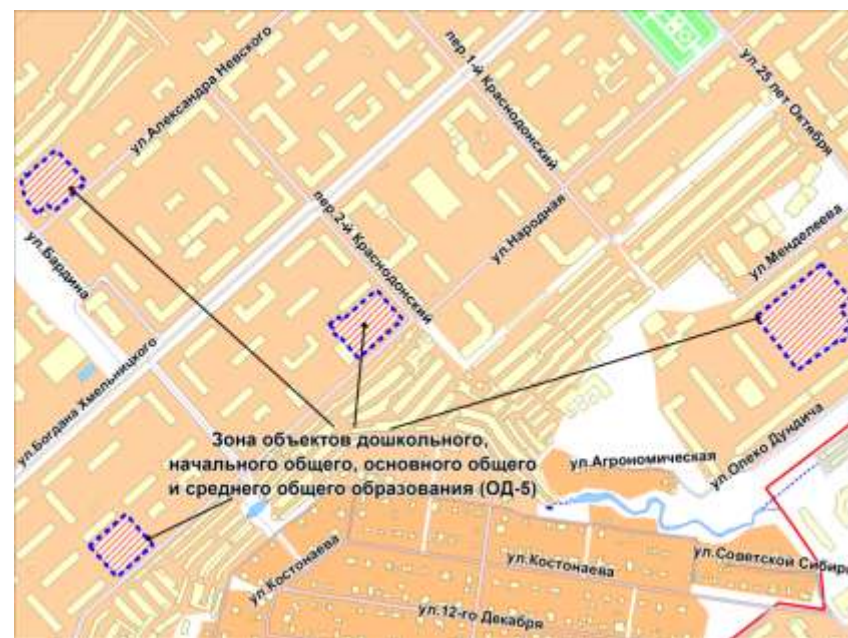 ул.Александра Невского
пер.1-й Краснодонский
ул.25 лет Октября
пер.2-й Краснодонский
ул.Народная
ул.Бардина
ул.Менделеева
ул.Богдана Хмельницкого
Зона объектов дошкольного,
начального общего, основного общего
и среднего общего образования (ОД-5)
ул.Агрономическая
ул.Олеко Дундича
ул.Костонаева
ул.Костонаева
ул.Советской Сибири
ул.12-го Декабря